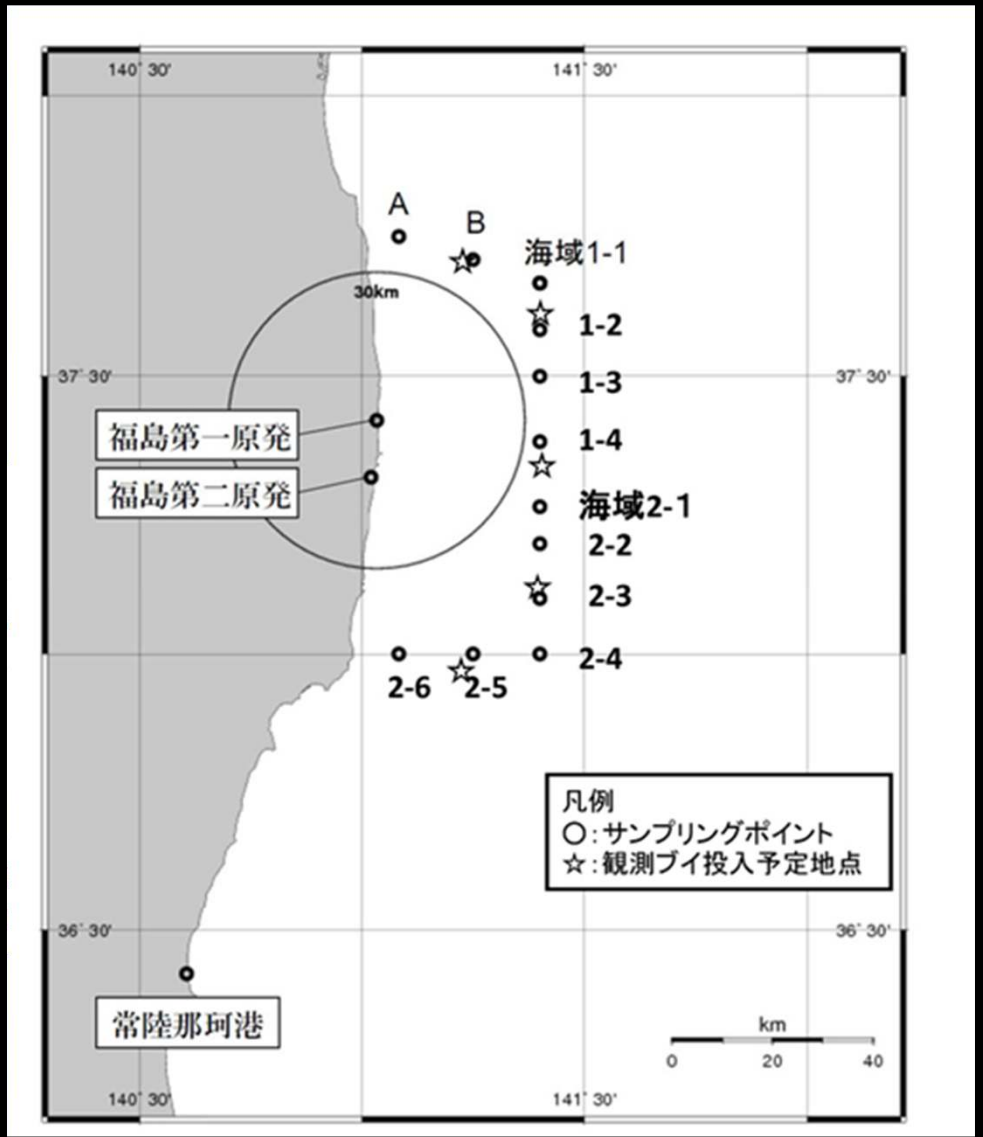 140° 30'
141° 30'
A
B
海域1-1
30km
1-2
37° 30'
1-3
37° 30'
福島第一原発
1-4
福島第二原発
海域2-1
2-2
2-3
2-4
2-6
2-5
凡例
○:サンプリングポイント
☆:観測ブイ投入予定地点
36° 30'
36° 30'
常陸那珂港
km
0 20 40
140° 30'
141° 30'